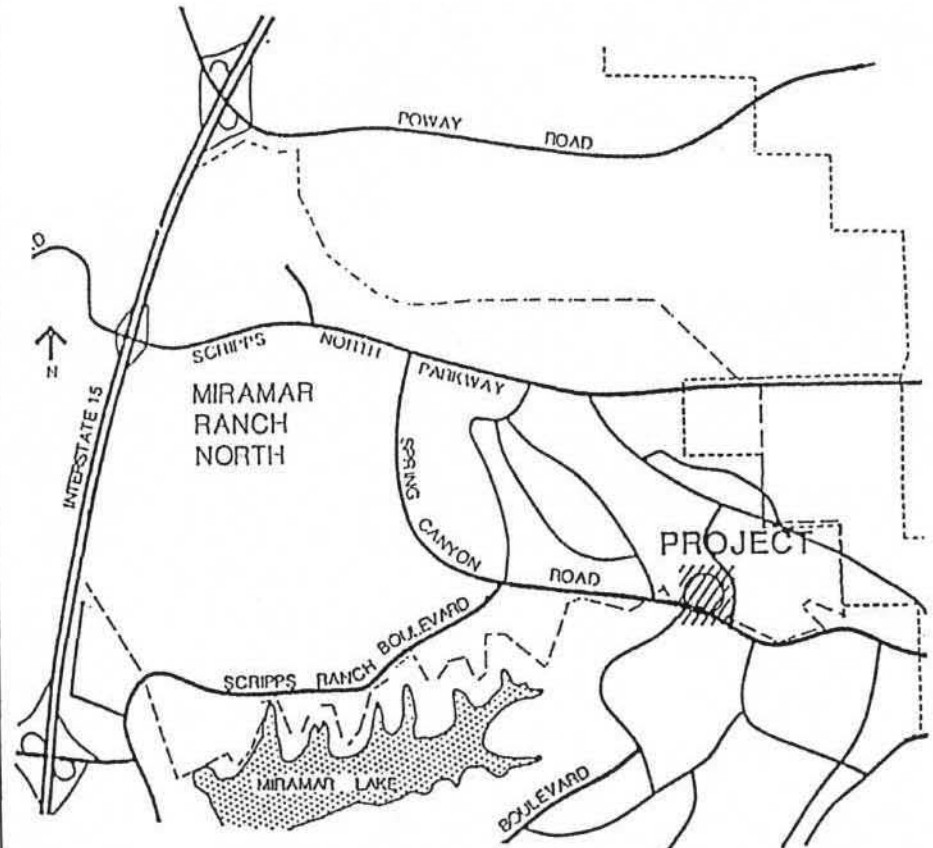 POWAY ROAD
SCRIPPS NORTH PARKWAY
N
INTERSTATE 15
MIRAMAR
RANCH
NORTH
SPRING CANYON ROAD
PROJECT
SCRIPPS RANCH BOULEVARD
MIRAMAR LAKE
BOULEVARD